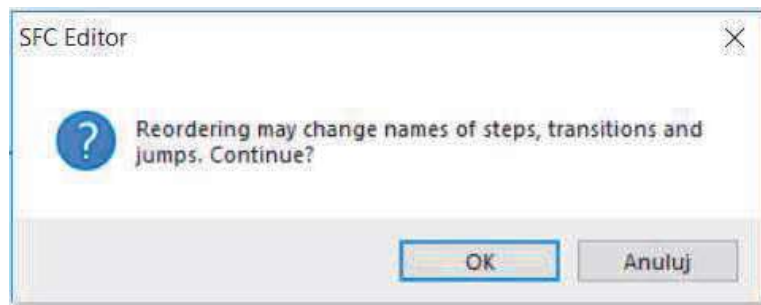 SFC Editor
Reordering may change names of steps, transitions and
jumps. Continue?
OK
Anuluj